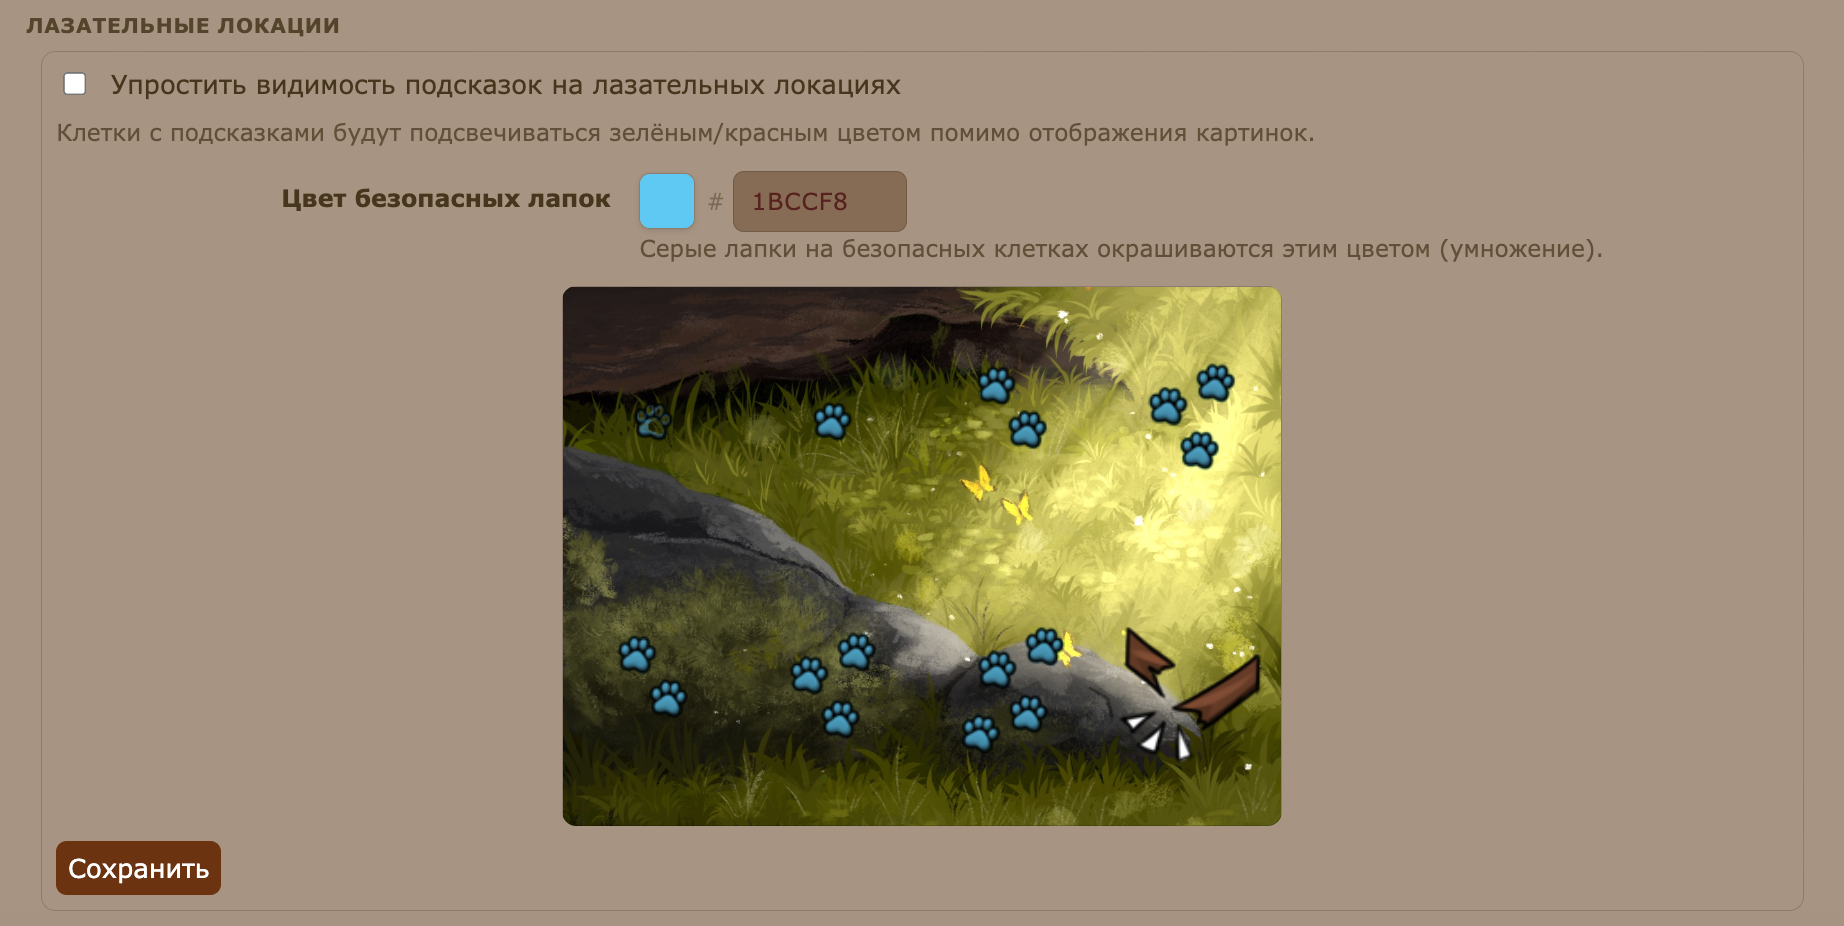 ЛАЗАТЕЛЬНЫЕ ЛОКАЦИИ
Упростить видимость подсказок на лазательных локациях
Клетки с подсказками будут подсвечиваться зелёным/красным цветом помимо отображения картинок.
Цвет безопасных лапок # 1BCCF8
Серые лапки на безопасных клетках окрашиваются этим цветом (умножение).
Сохранить